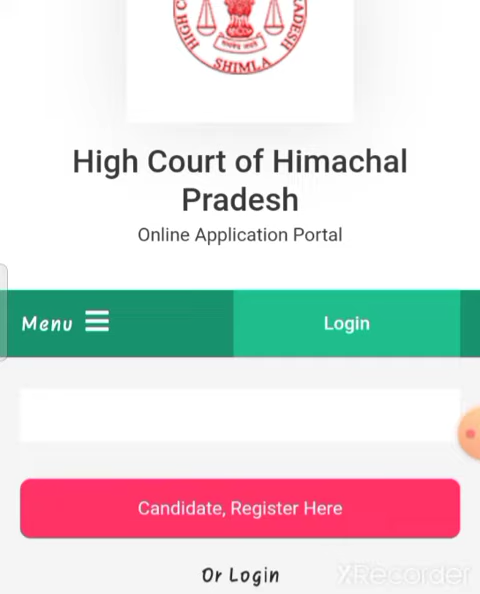 SHIMLA
High Court of Himachal
Pradesh
Online Application Portal
Menu
Login
Candidate, Register Here
Or Login
XRecorder